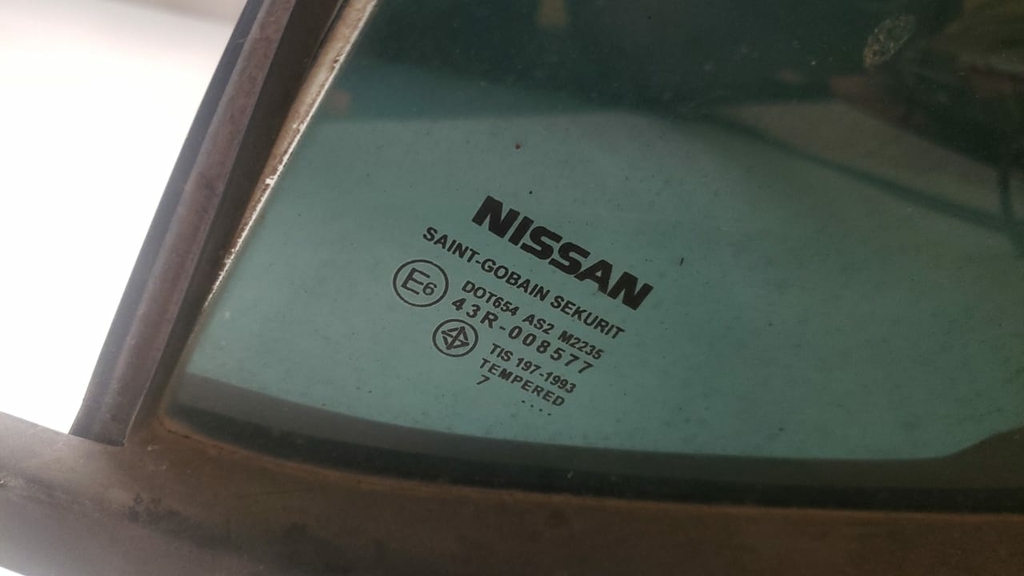 NISSAN
SAINT-GOBAIN SEKURIT
E6
DOT654 AS2 M2235
43R-008577
TIS 197-1993
TEMPERED
7 ....